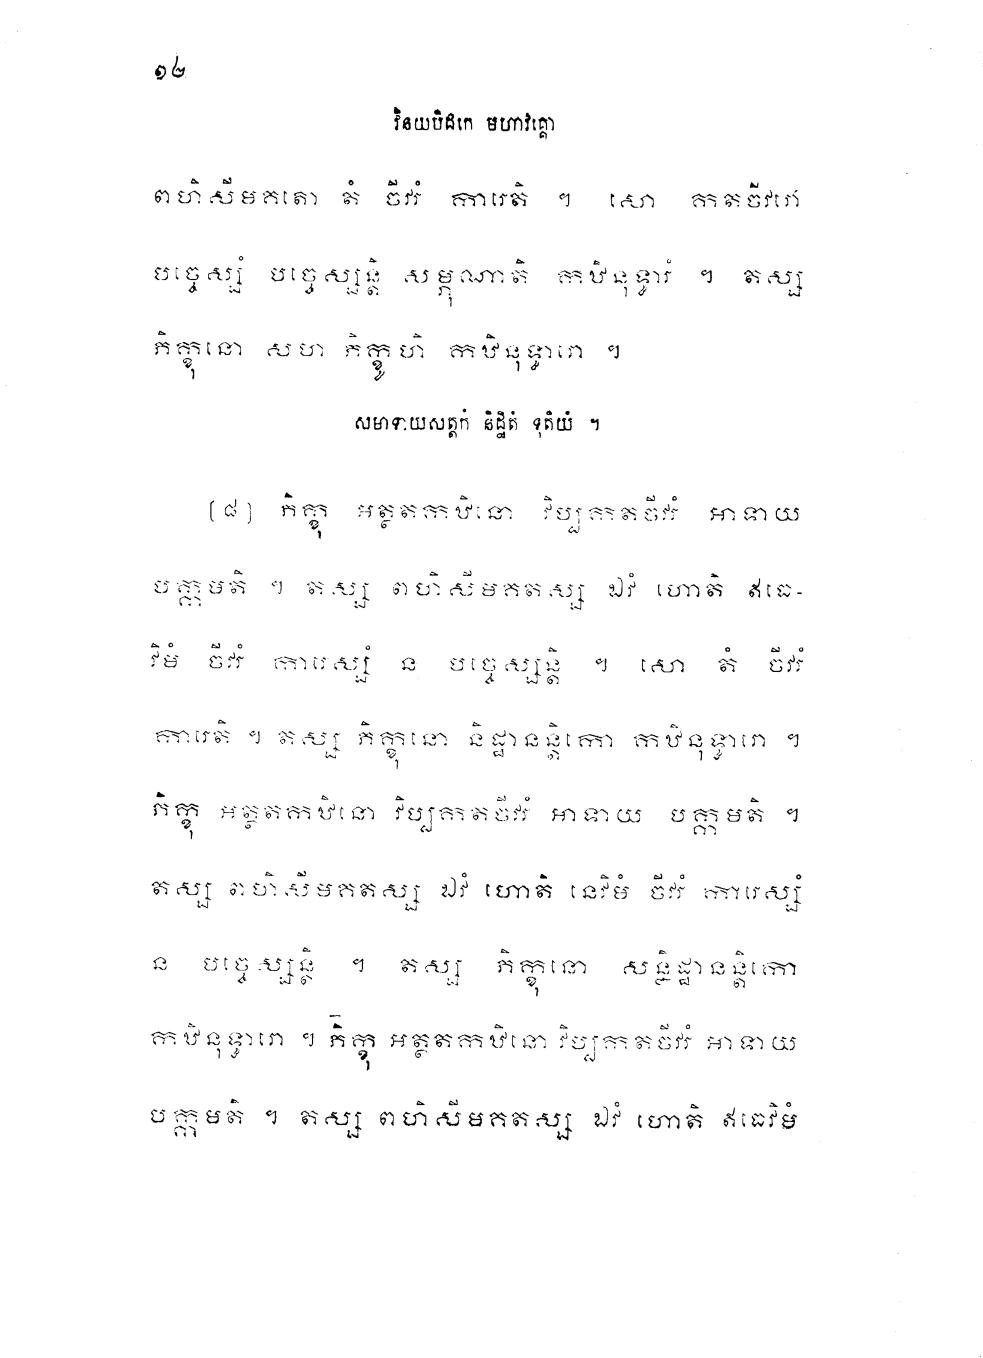 ១២
វិនយបិដកេ មហាវគ្គោ
ពហិសីមគតោ តំ ចីវរំ ការេតិ ។ សោ កតចីវរោ
បច្ចេស្សំ បច្ចេស្សន្តិ សម្ភុណាតិ កឋិនុទ្ធារំ ។ តស្ស
ភិក្ខុនោ សហ ភិក្ខូហិ កឋិនុទ្ធារោ ។
សមាទាយសត្តកំ និដ្ឋិតំ ទុតិយំ ។
[៨] ភិក្ខុ អត្ថតកឋិនោ វិប្បកតចីវរំ អាទាយ
បក្កមតិ ។ តស្ស ពហិសីមគតស្ស ឯវំ ហោតិ ឥធេ-
វិមំ ចីវរំ ការេស្សំ ន បច្ចេស្សន្តិ ។ សោ តំ ចីវរំ
ការេតិ ។ តស្ស ភិក្ខុនោ និដ្ឋានន្តិកោ កឋិនុទ្ធារោ ។
ភិក្ខុ អត្ថតកឋិនោ វិប្បកតចីវរំ អាទាយ បក្កមតិ ។
តស្ស ពហិសីមគតស្ស ឯវំ ហោតិ នេវិមំ ចីវរំ ការេស្សំ
ន បច្ចេស្សន្តិ ។ តស្ស ភិក្ខុនោ សន្និដ្ឋានន្តិកោ
កឋិនុទ្ធារោ ។ ភិក្ខុ អត្ថតកឋិនោ វិប្បកតចីវរំ អាទាយ
បក្កមតិ ។ តស្ស ពហិសីមគតស្ស ឯវំ ហោតិ ឥធេវិមំ